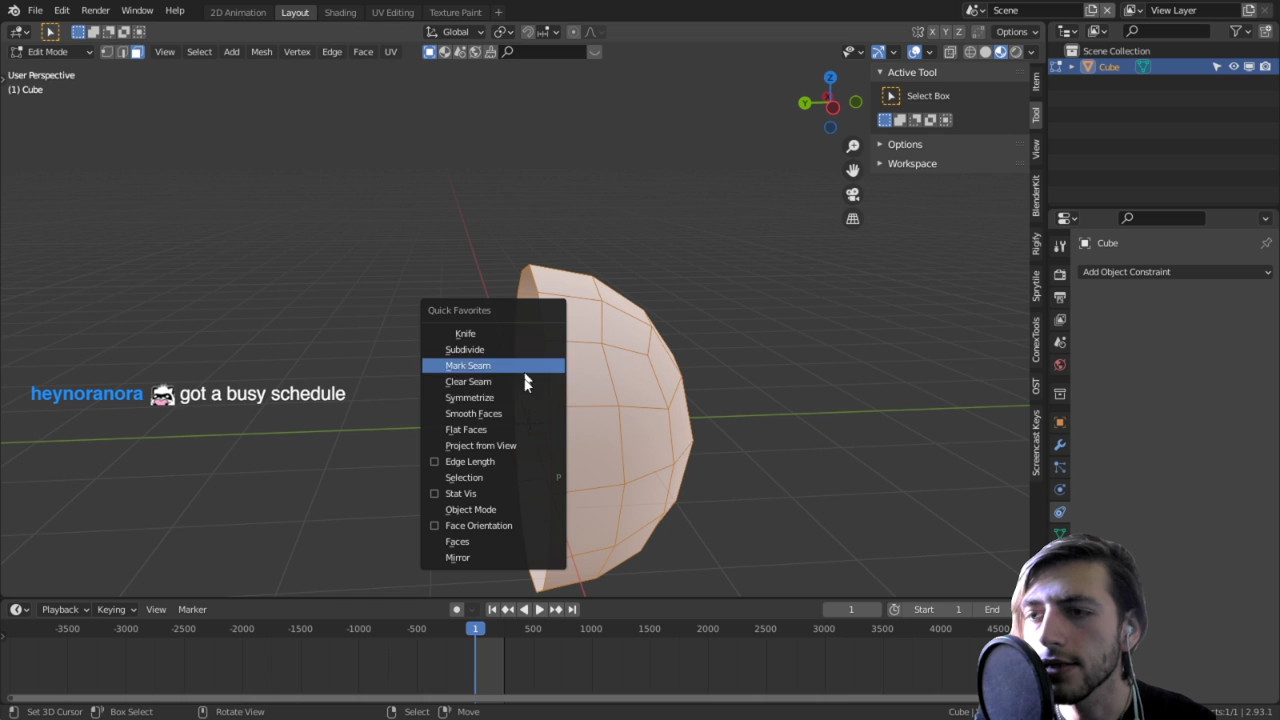 File Edit Render Window Help
2D Animation Layout Shading UV Editing Texture Paint +
Scene View Layer
Global X Y Z Options
Edit Mode View Select Add Mesh Vertex Edge Face UV
User Perspective
(1) Cube
Z
Y
Active Tool
Select Box
Options
Workspace
Item
Tool
View
BlenderKit
Rigify
Sprytile
ConexTools
OST
Screencast Keys
Scene Collection
Cube
Cube
Add Object Constraint
Quick Favorites
Knife
Subdivide
Mark Seam
Clear Seam
Symmetrize
Smooth Faces
Flat Faces
Project from View
Edge Length
Selection P
Stat Vis
Object Mode
Face Orientation
Faces
Mirror
heynoranora got a busy schedule
Playback Keying View Marker 1 Start 1 End
-3500 -3000 -2500 -2000 -1500 -1000 -500 1 500 1000 1500 2000 2500 3000 3500 4000
Set 3D Cursor Box Select Rotate View Select Move Cube | :1/1 | 2.93.1